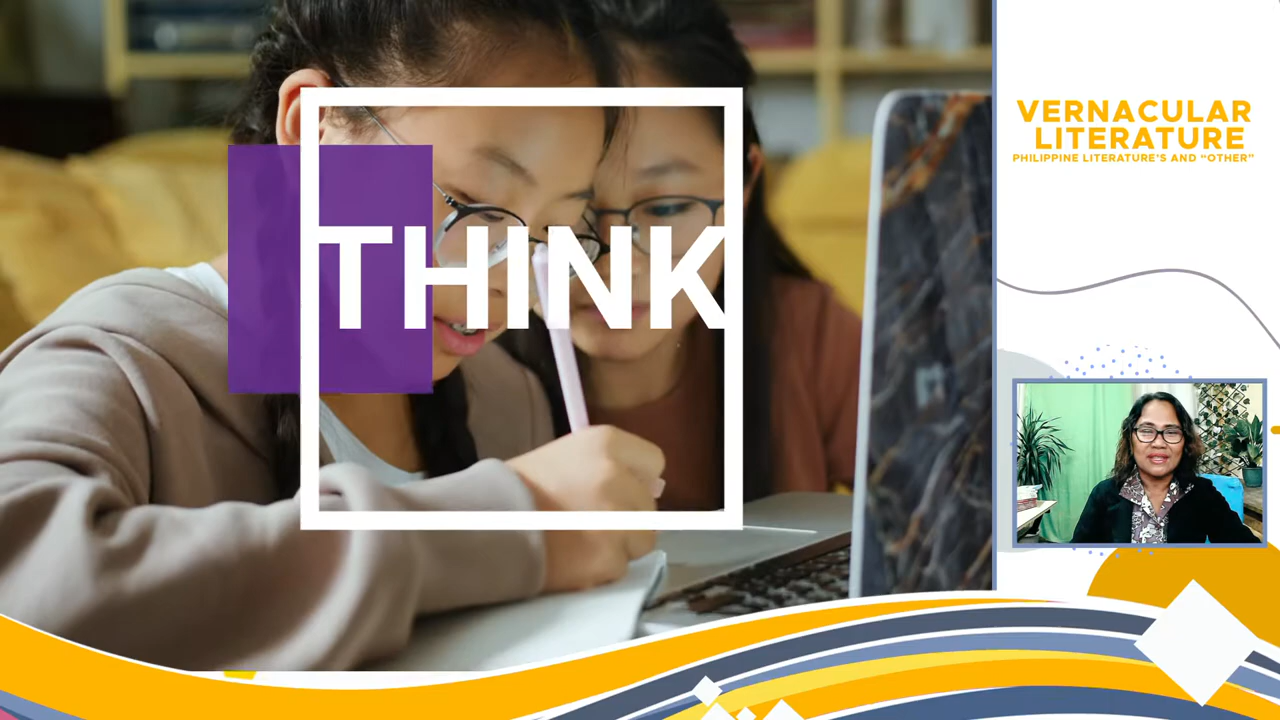 THINK
VERNACULAR
LITERATURE
PHILIPPINE LITERATURE'S AND “OTHER”